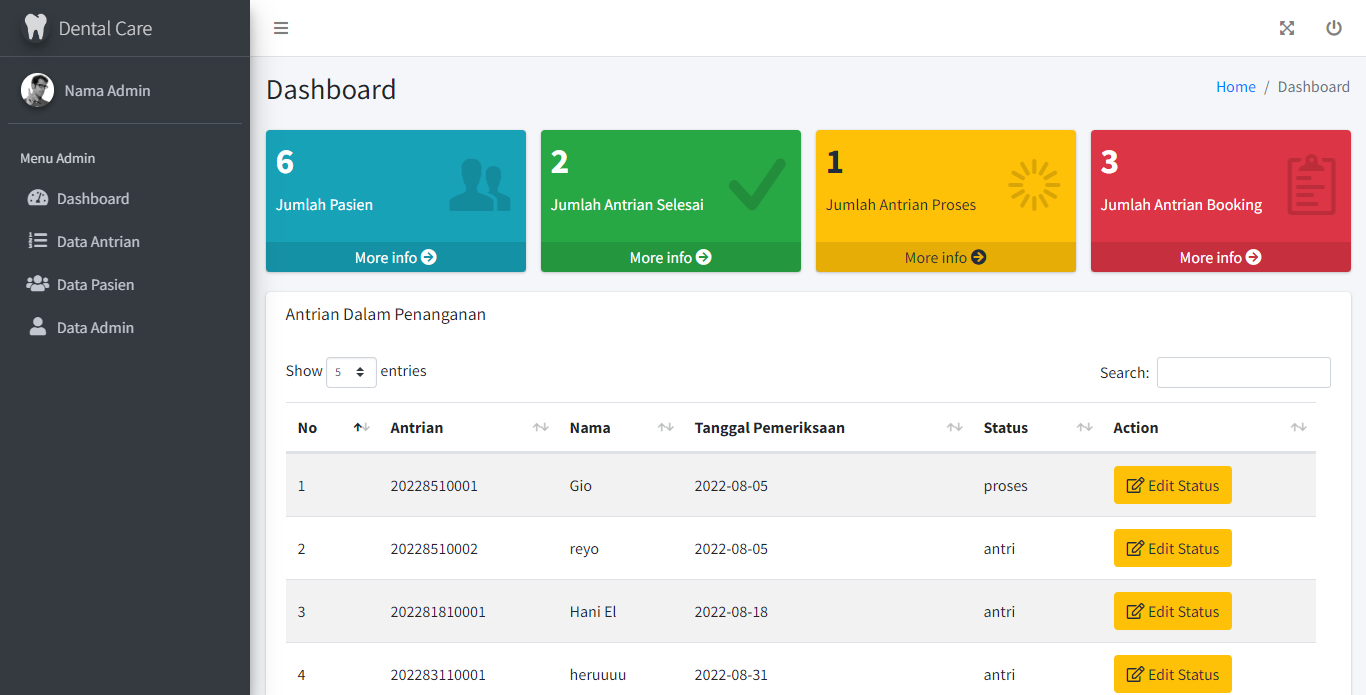 Dental Care
Nama Admin
Menu Admin
Dashboard
Data Antrian
Data Pasien
Data Admin
Dashboard
Home / Dashboard
6
Jumlah Pasien
More info
2
Jumlah Antrian Selesai
More info
1
Jumlah Antrian Proses
More info
3
Jumlah Antrian Booking
More info
Antrian Dalam Penanganan
Show 5 entries
Search:
No Antrian Nama Tanggal Pemeriksaan Status Action
1 20228510001 Gio 2022-08-05 proses Edit Status
2 20228510002 reyo 2022-08-05 antri Edit Status
3 202281810001 Hani El 2022-08-18 antri Edit Status
4 202283110001 heruuuu 2022-08-31 antri Edit Status